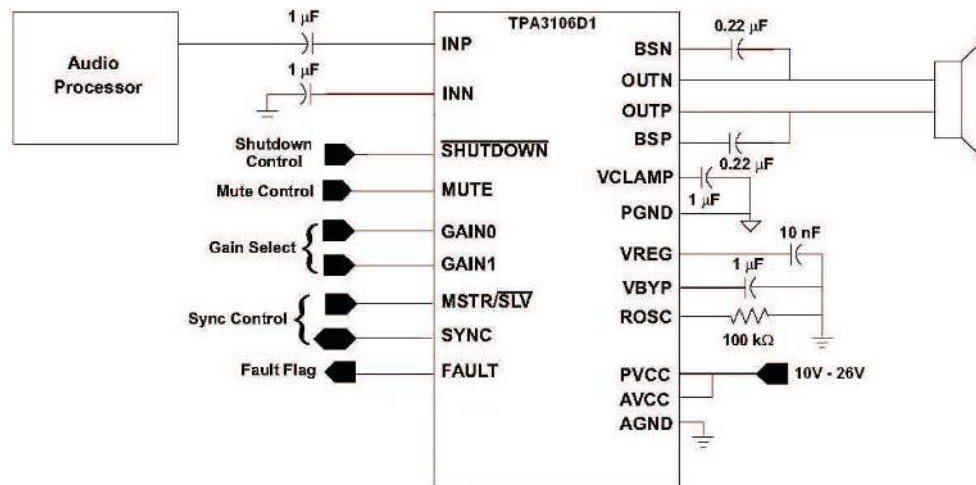 TPA3106D1
Audio
Processor
1 µF
1 µF
INP
INN
Shutdown
Control
SHUTDOWN
Mute Control
MUTE
Gain Select
GAIN0
GAIN1
Sync Control
MSTR/SLV
SYNC
Fault Flag
FAULT
0.22 µF
BSN
OUTN
OUTP
BSP
0.22 µF
VCLAMP
1 µF
PGND
10 nF
VREG
1 µF
VBYP
ROSC
100 kΩ
PVCC
10V - 26V
AVCC
AGND